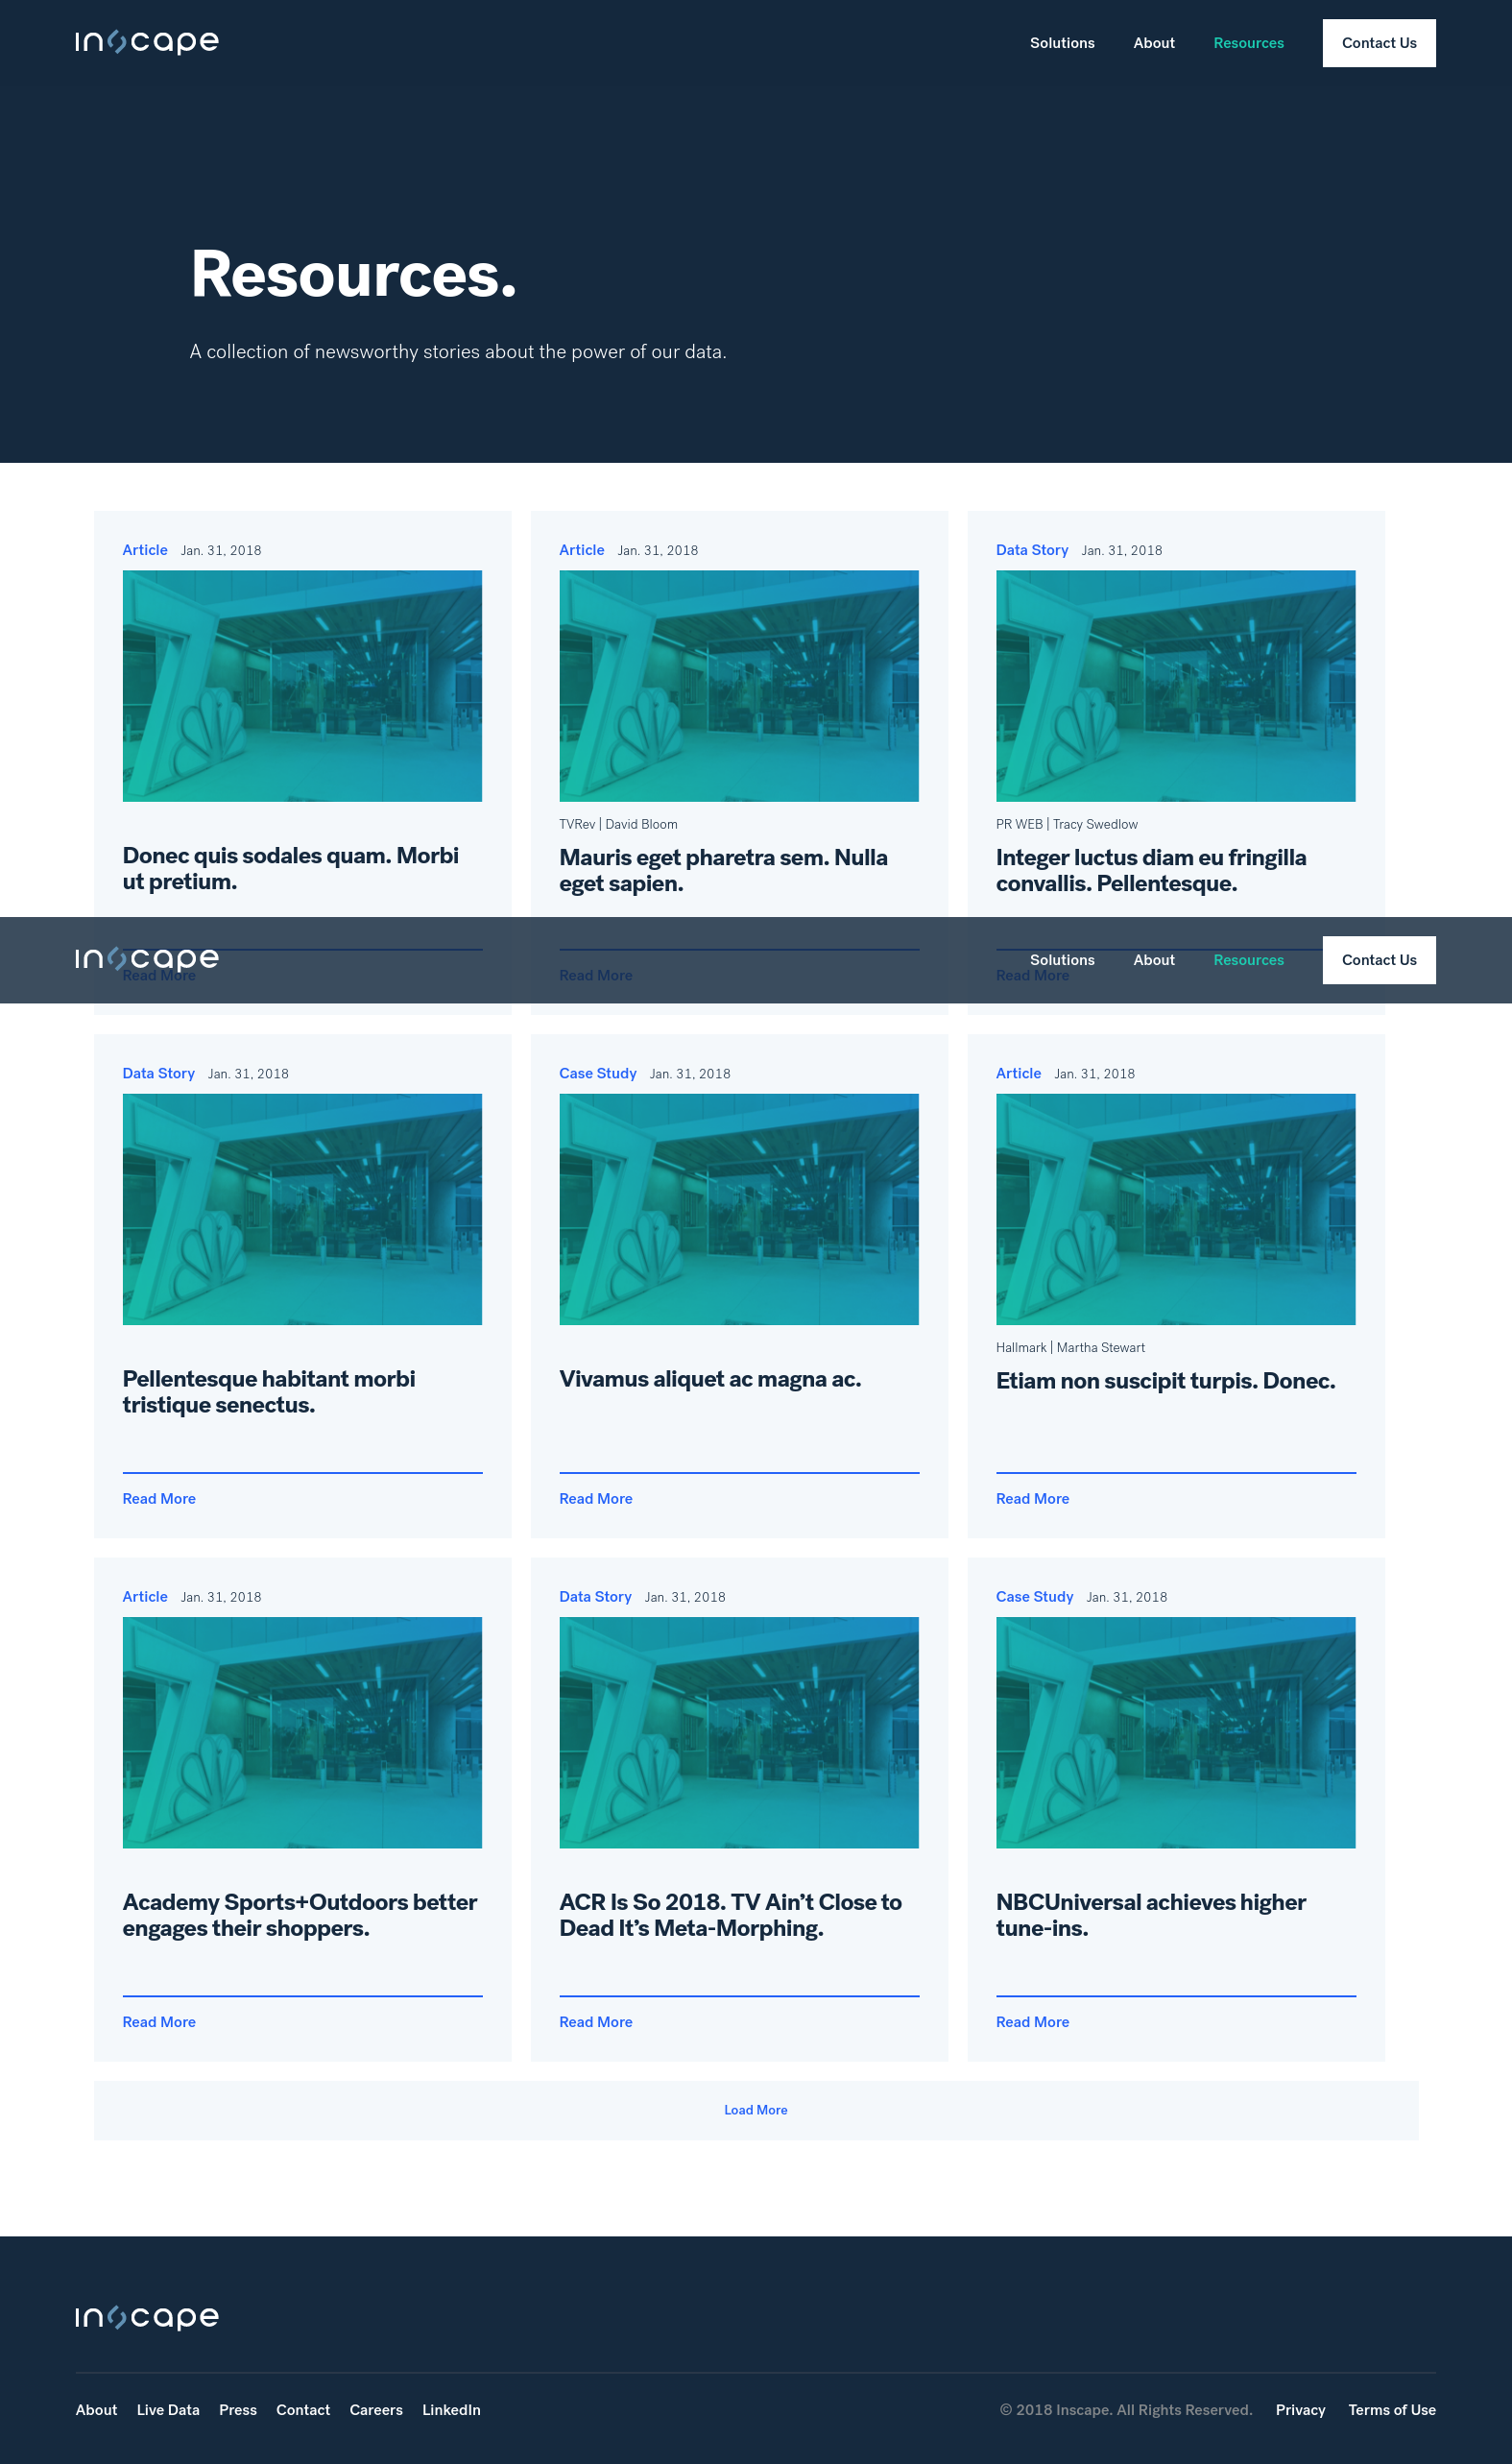 inscape
Solutions About Resources Contact Us
Resources.
A collection of newsworthy stories about the power of our data.
Article Jan. 31, 2018
Donec quis sodales quam. Morbi
ut pretium.
Read More
Article Jan. 31, 2018
TVRev | David Bloom
Mauris eget pharetra sem. Nulla
eget sapien.
Read More
Data Story Jan. 31, 2018
PR WEB | Tracy Swedlow
Integer luctus diam eu fringilla
convallis. Pellentesque.
Read More
inscape
Solutions About Resources Contact Us
Data Story Jan. 31, 2018
Pellentesque habitant morbi
tristique senectus.
Read More
Case Study Jan. 31, 2018
Vivamus aliquet ac magna ac.
Read More
Article Jan. 31, 2018
Hallmark | Martha Stewart
Etiam non suscipit turpis. Donec.
Read More
Article Jan. 31, 2018
Academy Sports+Outdoors better
engages their shoppers.
Read More
Data Story Jan. 31, 2018
ACR Is So 2018. TV Ain’t Close to
Dead It’s Meta-Morphing.
Read More
Case Study Jan. 31, 2018
NBCUniversal achieves higher
tune-ins.
Read More
Load More
inscape
About Live Data Press Contact Careers LinkedIn
© 2018 Inscape. All Rights Reserved. Privacy Terms of Use